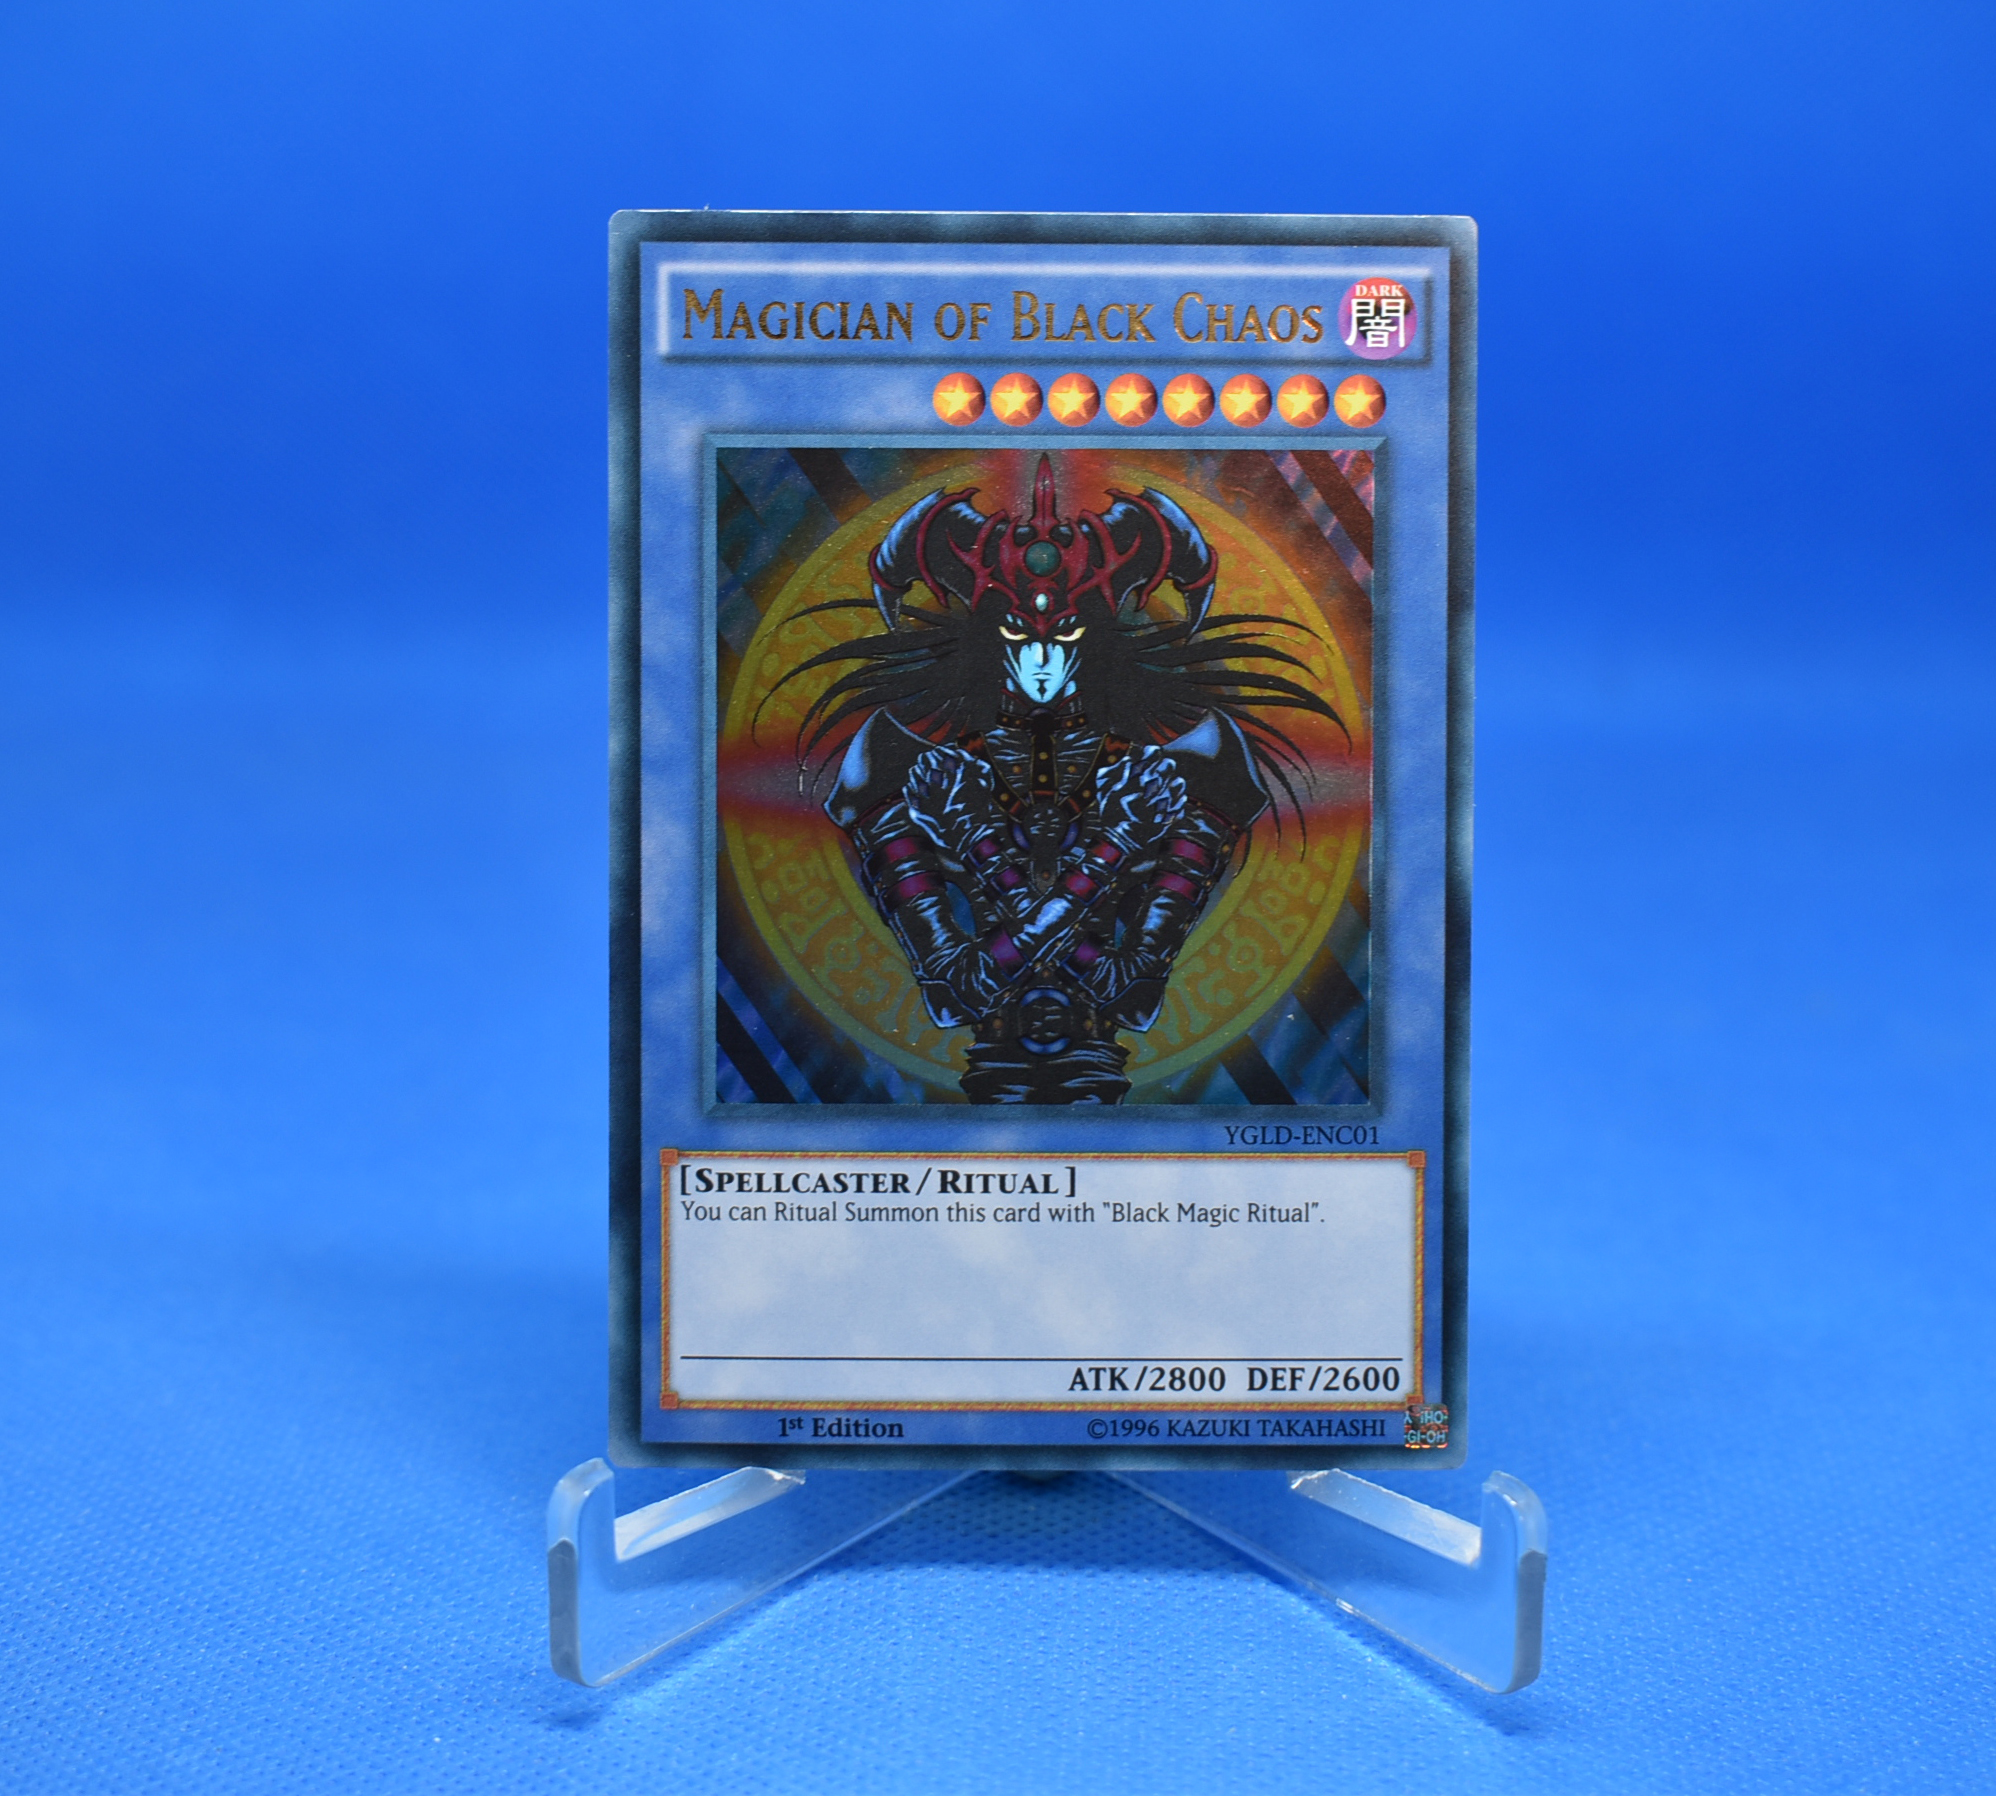 Magician of Black Chaos
DARK
闇
YGLD-ENC01
[Spellcaster/Ritual]
You can Ritual Summon this card with "Black Magic Ritual".
ATK/2800 DEF/2600
1st Edition
©1996 KAZUKI TAKAHASHI